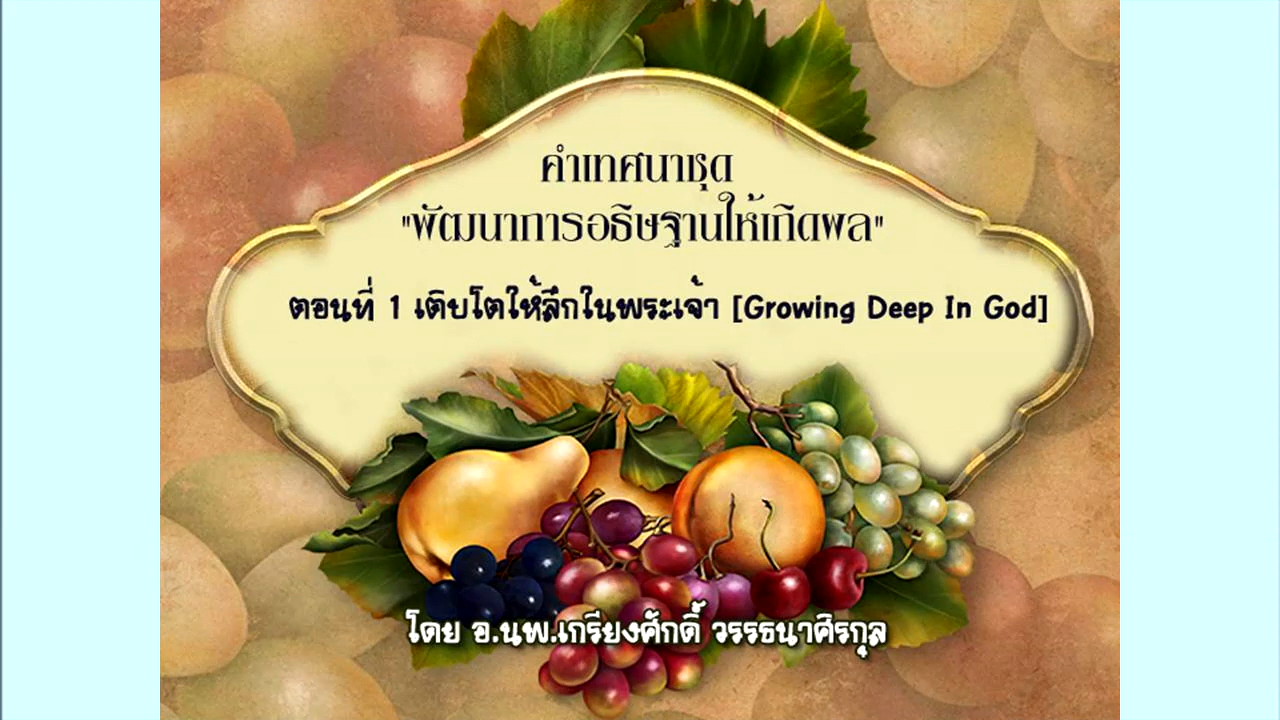 คำเทศนาชุด
"พัฒนาการอธิษฐานให้เกิดผล"
ตอนที่ 1 เติบโตให้ลึกในพระเจ้า [Growing Deep In God]
โดย อ.นพ.เกรียงศักดิ์ วรรธนาศิรกุล